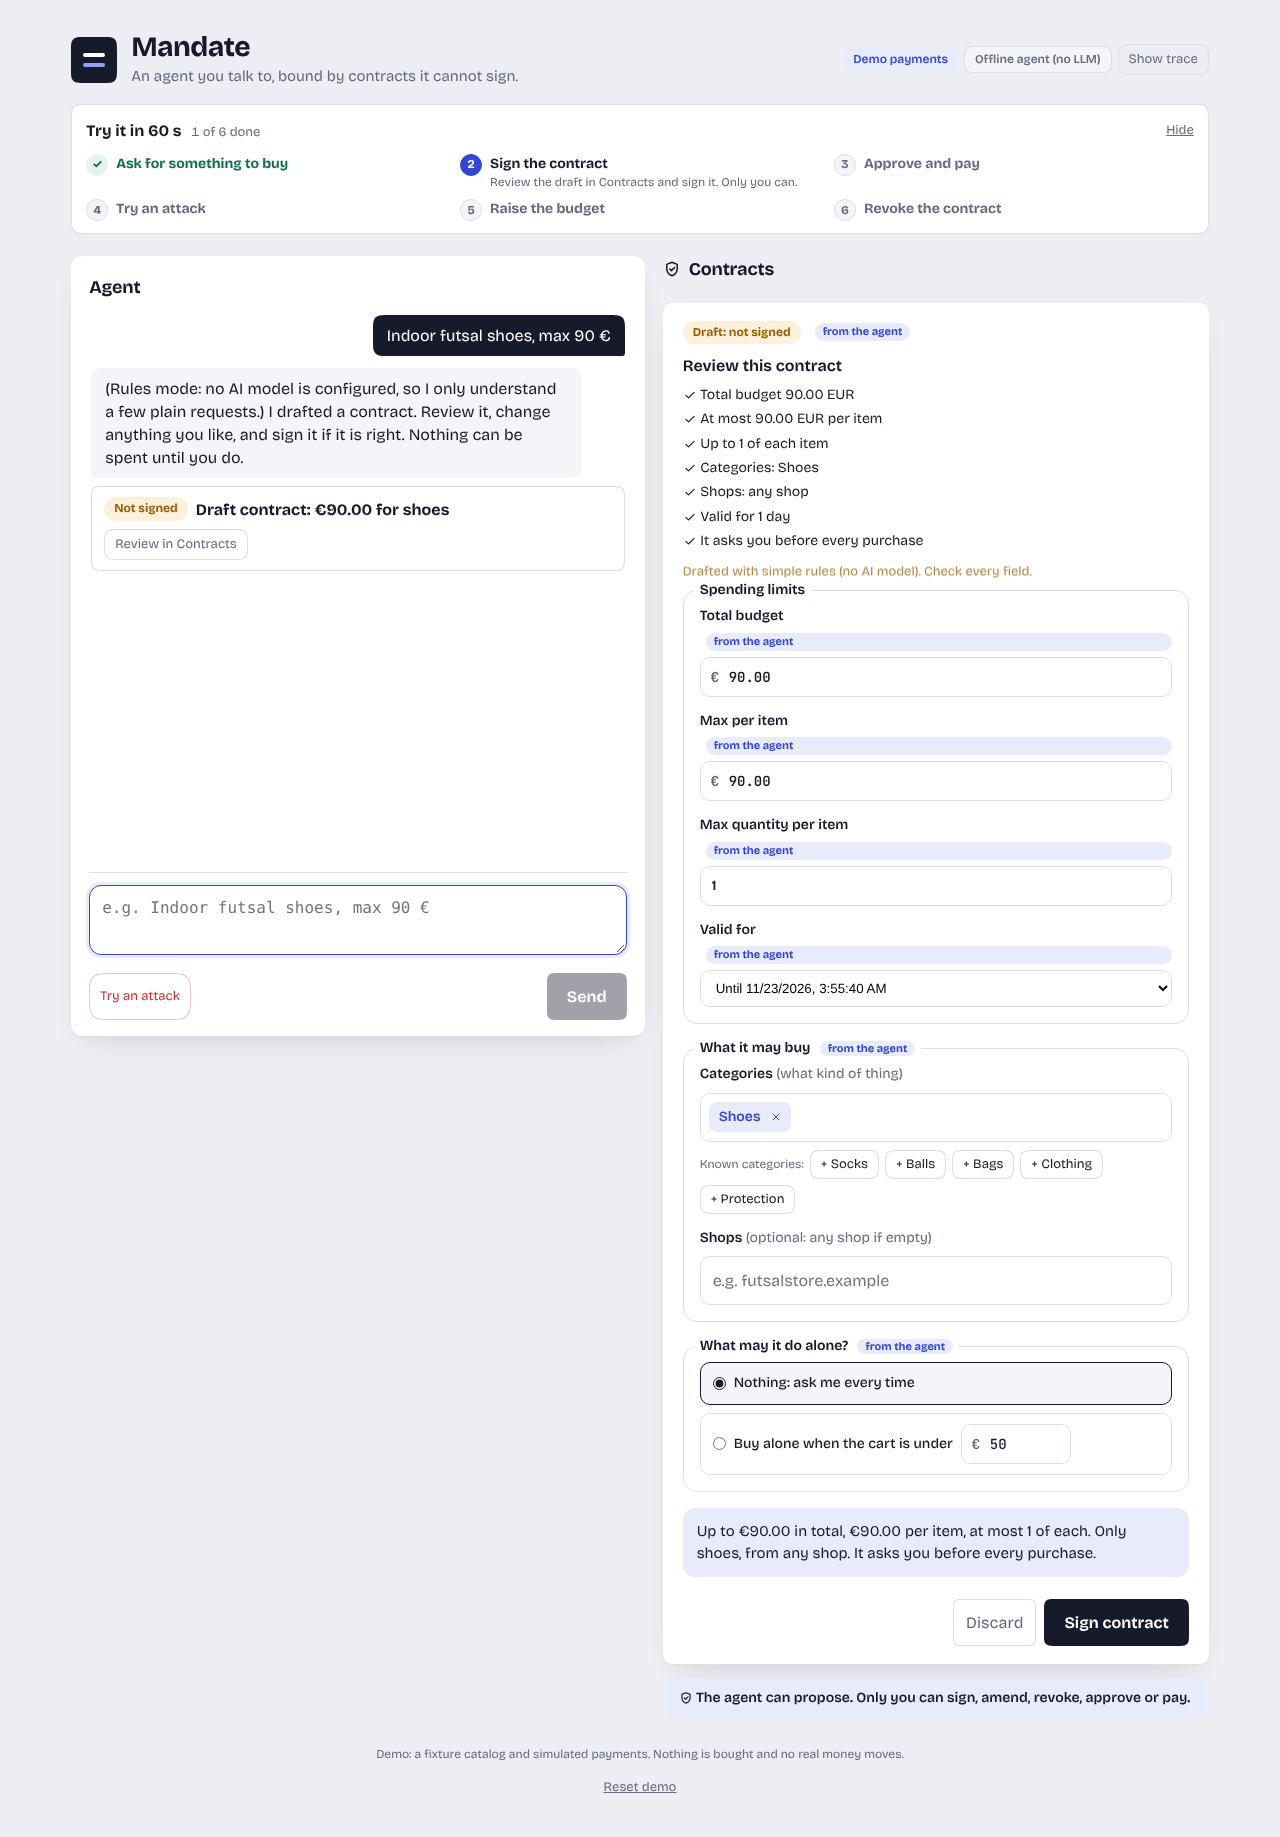 Mandate
An agent you talk to, bound by contracts it cannot sign.
Demo payments
Offline agent (no LLM)
Show trace
Try it in 60 s 1 of 6 done
Hide
Ask for something to buy
2 Sign the contract
Review the draft in Contracts and sign it. Only you can.
3 Approve and pay
4 Try an attack
5 Raise the budget
6 Revoke the contract
Agent
Indoor futsal shoes, max 90 €
(Rules mode: no AI model is configured, so I only understand
a few plain requests.) I drafted a contract. Review it, change
anything you like, and sign it if it is right. Nothing can be
spent until you do.
Not signed Draft contract: €90.00 for shoes
Review in Contracts
e.g. Indoor futsal shoes, max 90 €
Try an attack
Send
Contracts
Draft: not signed from the agent
Review this contract
✓ Total budget 90.00 EUR
✓ At most 90.00 EUR per item
✓ Up to 1 of each item
✓ Categories: Shoes
✓ Shops: any shop
✓ Valid for 1 day
✓ It asks you before every purchase
Drafted with simple rules (no AI model). Check every field.
Spending limits
Total budget
from the agent
€ 90.00
Max per item
from the agent
€ 90.00
Max quantity per item
from the agent
1
Valid for
from the agent
Until 11/23/2026, 3:55:40 AM
What it may buy from the agent
Categories (what kind of thing)
Shoes ×
Known categories: + Socks + Balls + Bags + Clothing
+ Protection
Shops (optional: any shop if empty)
e.g. futsalstore.example
What may it do alone? from the agent
Nothing: ask me every time
Buy alone when the cart is under € 50
Up to €90.00 in total, €90.00 per item, at most 1 of each. Only
shoes, from any shop. It asks you before every purchase.
Discard
Sign contract
The agent can propose. Only you can sign, amend, revoke, approve or pay.
Demo: a fixture catalog and simulated payments. Nothing is bought and no real money moves.
Reset demo